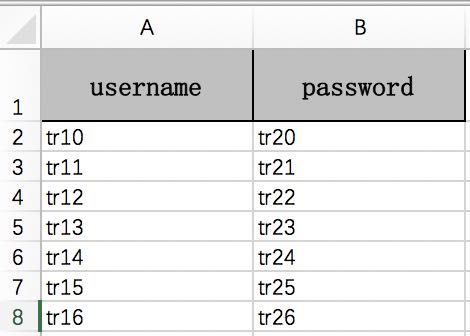 A B
1 username password
2 tr10 tr20
3 tr11 tr21
4 tr12 tr22
5 tr13 tr23
6 tr14 tr24
7 tr15 tr25
8 tr16 tr26